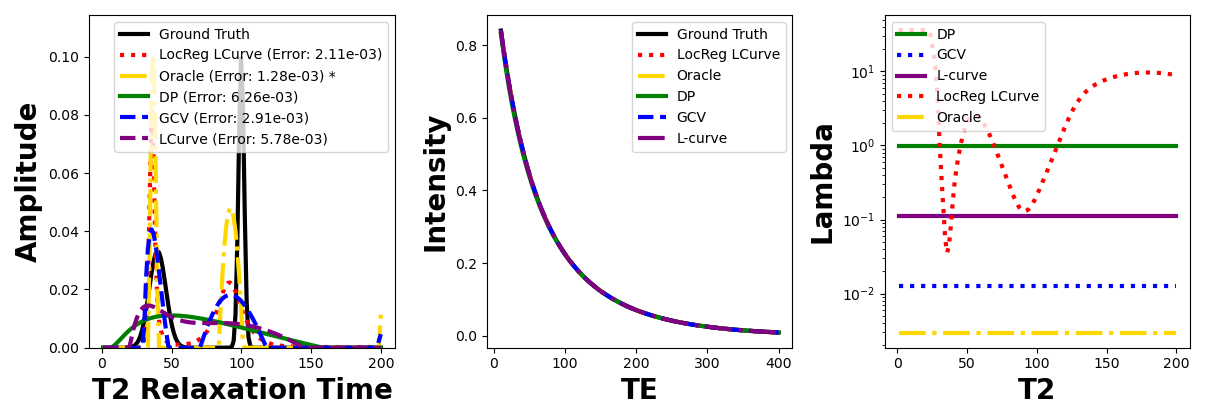 0.10
0.08
0.06
0.04
0.02
0.00
Amplitude
Ground Truth
LocReg LCurve (Error: 2.11e-03)
Oracle (Error: 1.28e-03) *
DP (Error: 6.26e-03)
GCV (Error: 2.91e-03)
LCurve (Error: 5.78e-03)
0 50 100 150 200
T2 Relaxation Time
0.8
0.6
0.4
0.2
0.0
Intensity
Ground Truth
LocReg LCurve
Oracle
DP
GCV
L-curve
0 100 200 300 400
TE
10¹
10⁰
10⁻¹
10⁻²
Lambda
DP
GCV
L-curve
LocReg LCurve
Oracle
0 50 100 150 200
T2